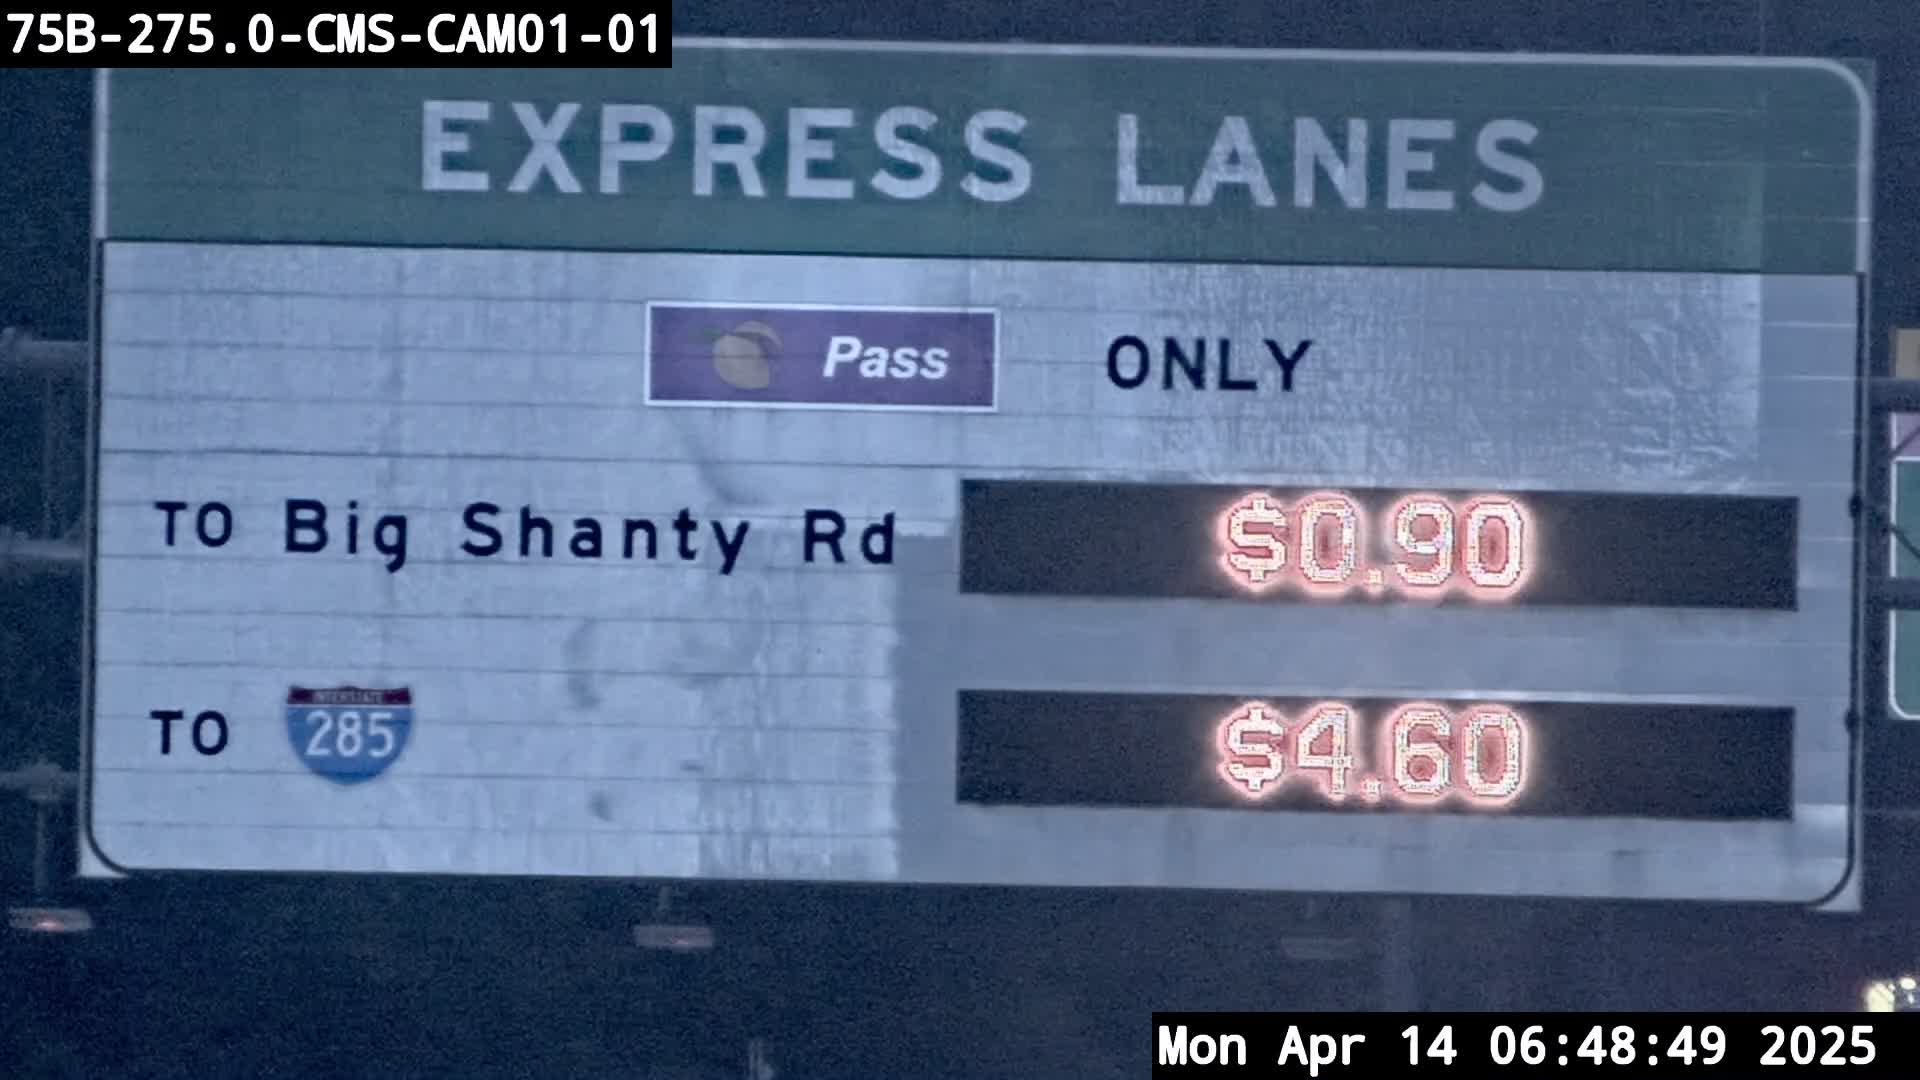 75B-275.0-CMS-CAM01-01
EXPRESS LANES
Pass ONLY
TO Big Shanty Rd $0.90
INTERSTATE
TO 285 $4.60
Mon Apr 14 06:48:49 2025